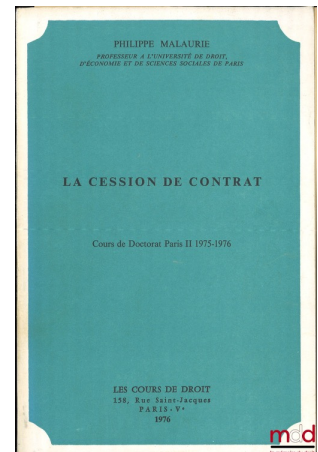 PHILIPPE MALAURIE
PROFESSEUR A L'UNIVERSITÉ DE DROIT,
D'ÉCONOMIE ET DE SCIENCES SOCIALES DE PARIS
LA CESSION DE CONTRAT
Cours de Doctorat Paris II 1975-1976
LES COURS DE DROIT
158, Rue Saint-Jacques
PARIS-Vᵉ
1976
mdd